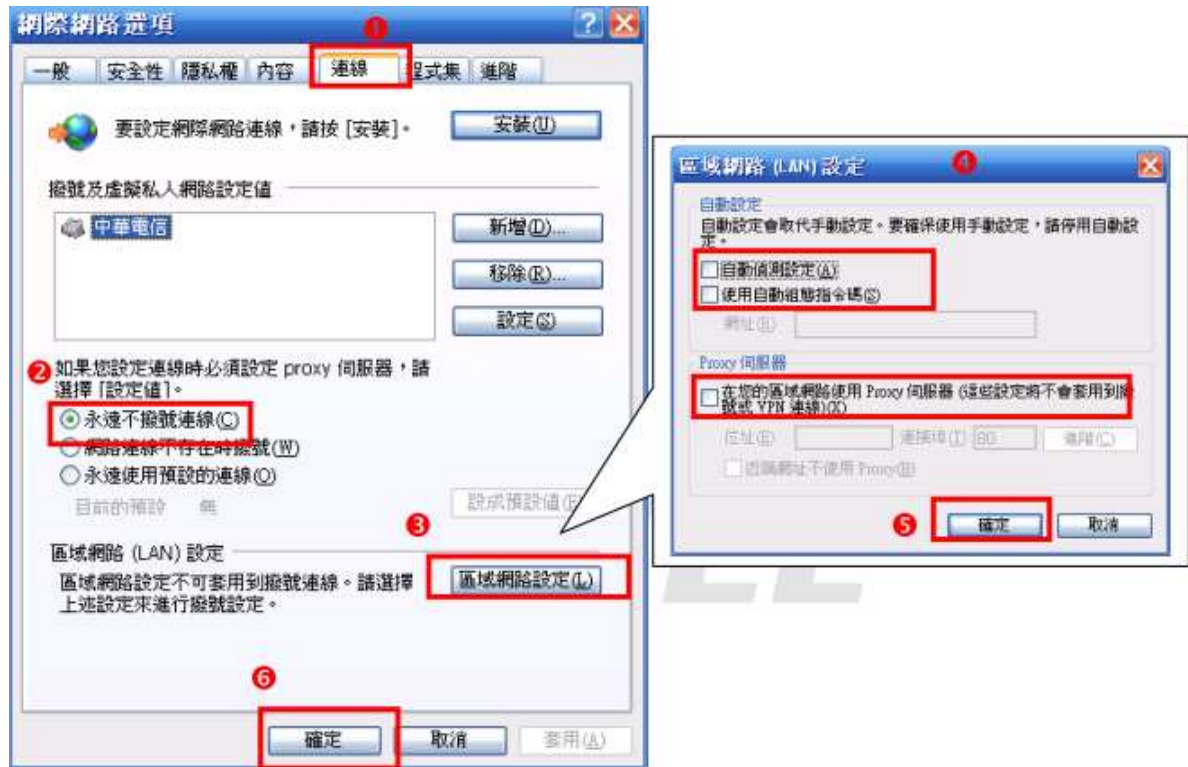 網際網路選項
❶
一般 安全性 隱私權 內容 連線 程式集 進階
要設定網際網路連線，請按 [安裝]。
安裝(U)
撥號及虛擬私人網路設定值
中華電信
新增(D)...
移除(R)...
設定(S)
❷ 如果您設定連線時必須設定 proxy 伺服器，請
選擇 [設定值]。
永遠不撥號連線(C)
網路連線不存在時撥號(W)
永遠使用預設的連線(O)
目前的預設 無
設成預設值(E)
❸
區域網路 (LAN) 設定
區域網路設定不可套用到撥號連線。請選擇
上述設定來進行撥號設定。
區域網路設定(L)
❻
確定 取消 套用(A)
區域網路 (LAN) 設定
❹
自動設定
自動設定會取代手動設定。要確保使用手動設定，請停用自動設
定。
自動偵測設定(A)
使用自動組態指令碼(S)
網址(R)
Proxy 伺服器
在您的區域網路使用 Proxy 伺服器 (這些設定將不會套用到撥
號或 VPN 連線)(X)
位址(E) 連接埠(T) 80 進階(C)
近端網址不使用 Proxy(B)
❺
確定 取消